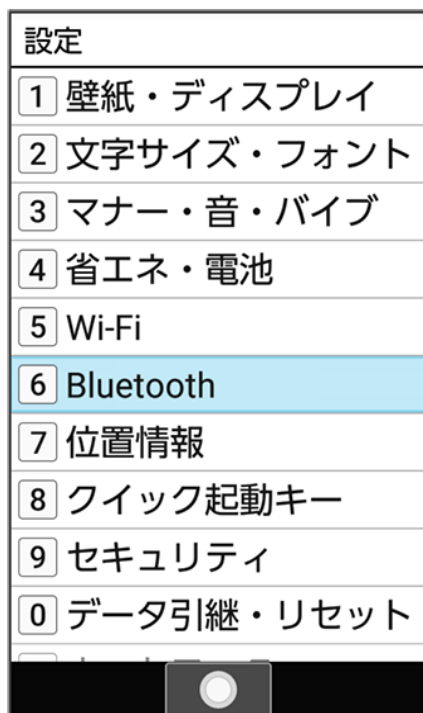 設定
1 壁紙・ディスプレイ
2 文字サイズ・フォント
3 マナー・音・バイブ
4 省エネ・電池
5 Wi-Fi
6 Bluetooth
7 位置情報
8 クイック起動キー
9 セキュリティ
0 データ引継・リセット